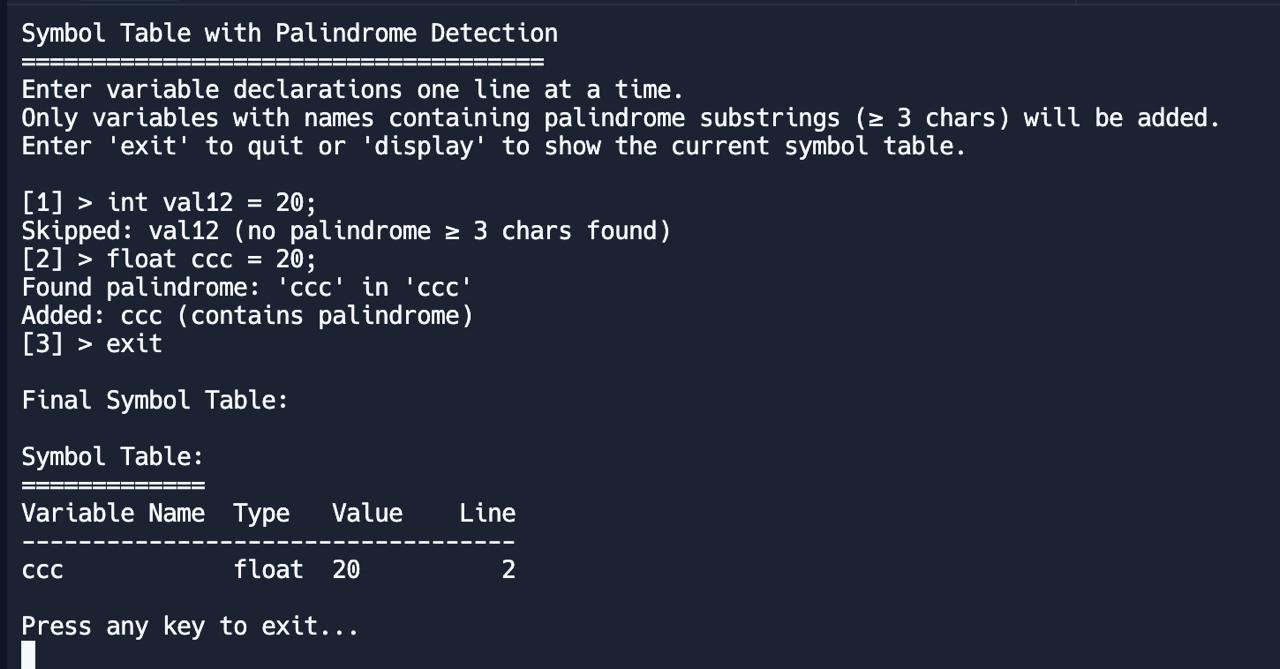 Symbol Table with Palindrome Detection
=====================================
Enter variable declarations one line at a time.
Only variables with names containing palindrome substrings (≥ 3 chars) will be added.
Enter 'exit' to quit or 'display' to show the current symbol table.
[1] > int val12 = 20;
Skipped: val12 (no palindrome ≥ 3 chars found)
[2] > float ccc = 20;
Found palindrome: 'ccc' in 'ccc'
Added: ccc (contains palindrome)
[3] > exit
Final Symbol Table:
Symbol Table:
=============
Variable Name  Type   Value    Line
-----------------------------------
ccc            float  20          2
Press any key to exit...